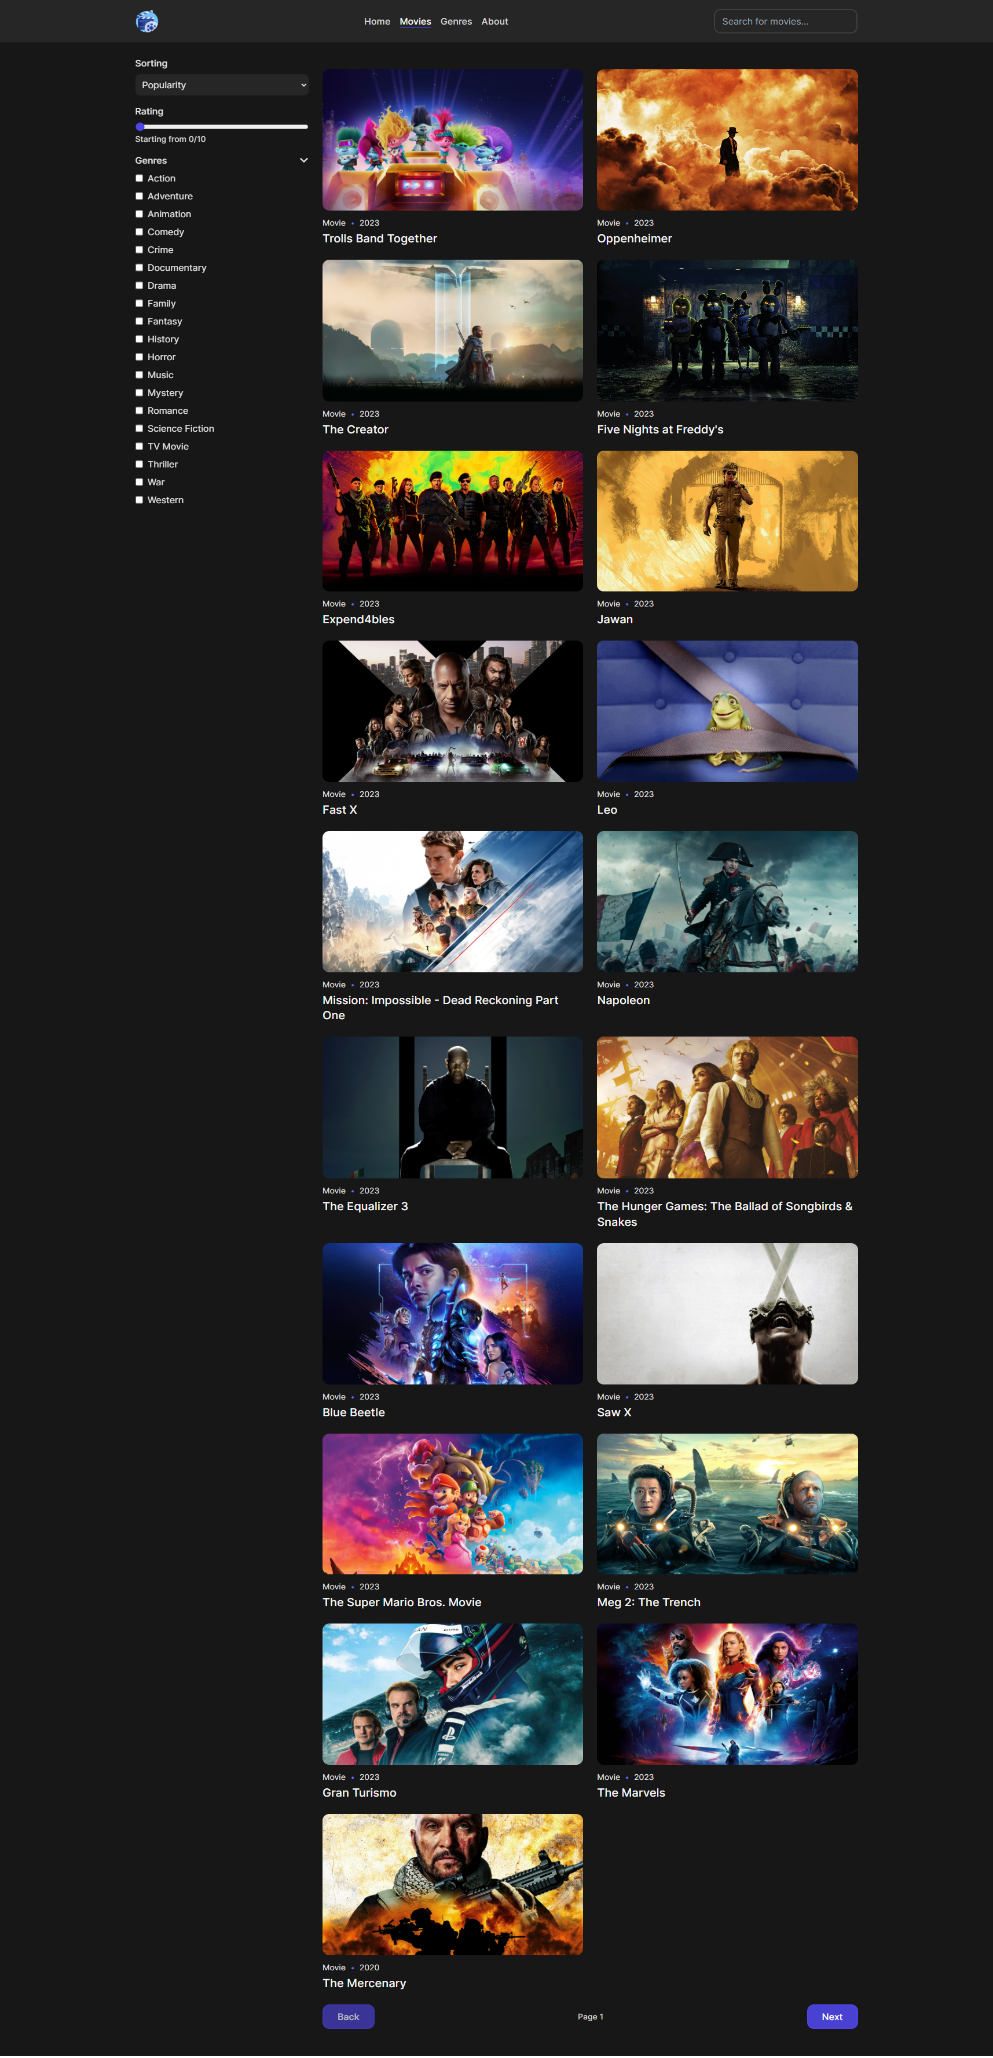 Home Movies Genres About
Search for movies...
Sorting
Popularity
Rating
Starting from 0/10
Genres
Action
Adventure
Animation
Comedy
Crime
Documentary
Drama
Family
Fantasy
History
Horror
Music
Mystery
Romance
Science Fiction
TV Movie
Thriller
War
Western
Movie • 2023
Trolls Band Together
Movie • 2023
Oppenheimer
Movie • 2023
The Creator
Movie • 2023
Five Nights at Freddy's
Movie • 2023
Expend4bles
Movie • 2023
Jawan
Movie • 2023
Fast X
Movie • 2023
Leo
Movie • 2023
Mission: Impossible - Dead Reckoning Part
One
Movie • 2023
Napoleon
Movie • 2023
The Equalizer 3
Movie • 2023
The Hunger Games: The Ballad of Songbirds &
Snakes
Movie • 2023
Blue Beetle
Movie • 2023
Saw X
Movie • 2023
The Super Mario Bros. Movie
Movie • 2023
Meg 2: The Trench
Movie • 2023
Gran Turismo
Movie • 2023
The Marvels
Movie • 2020
The Mercenary
Back
Page 1
Next